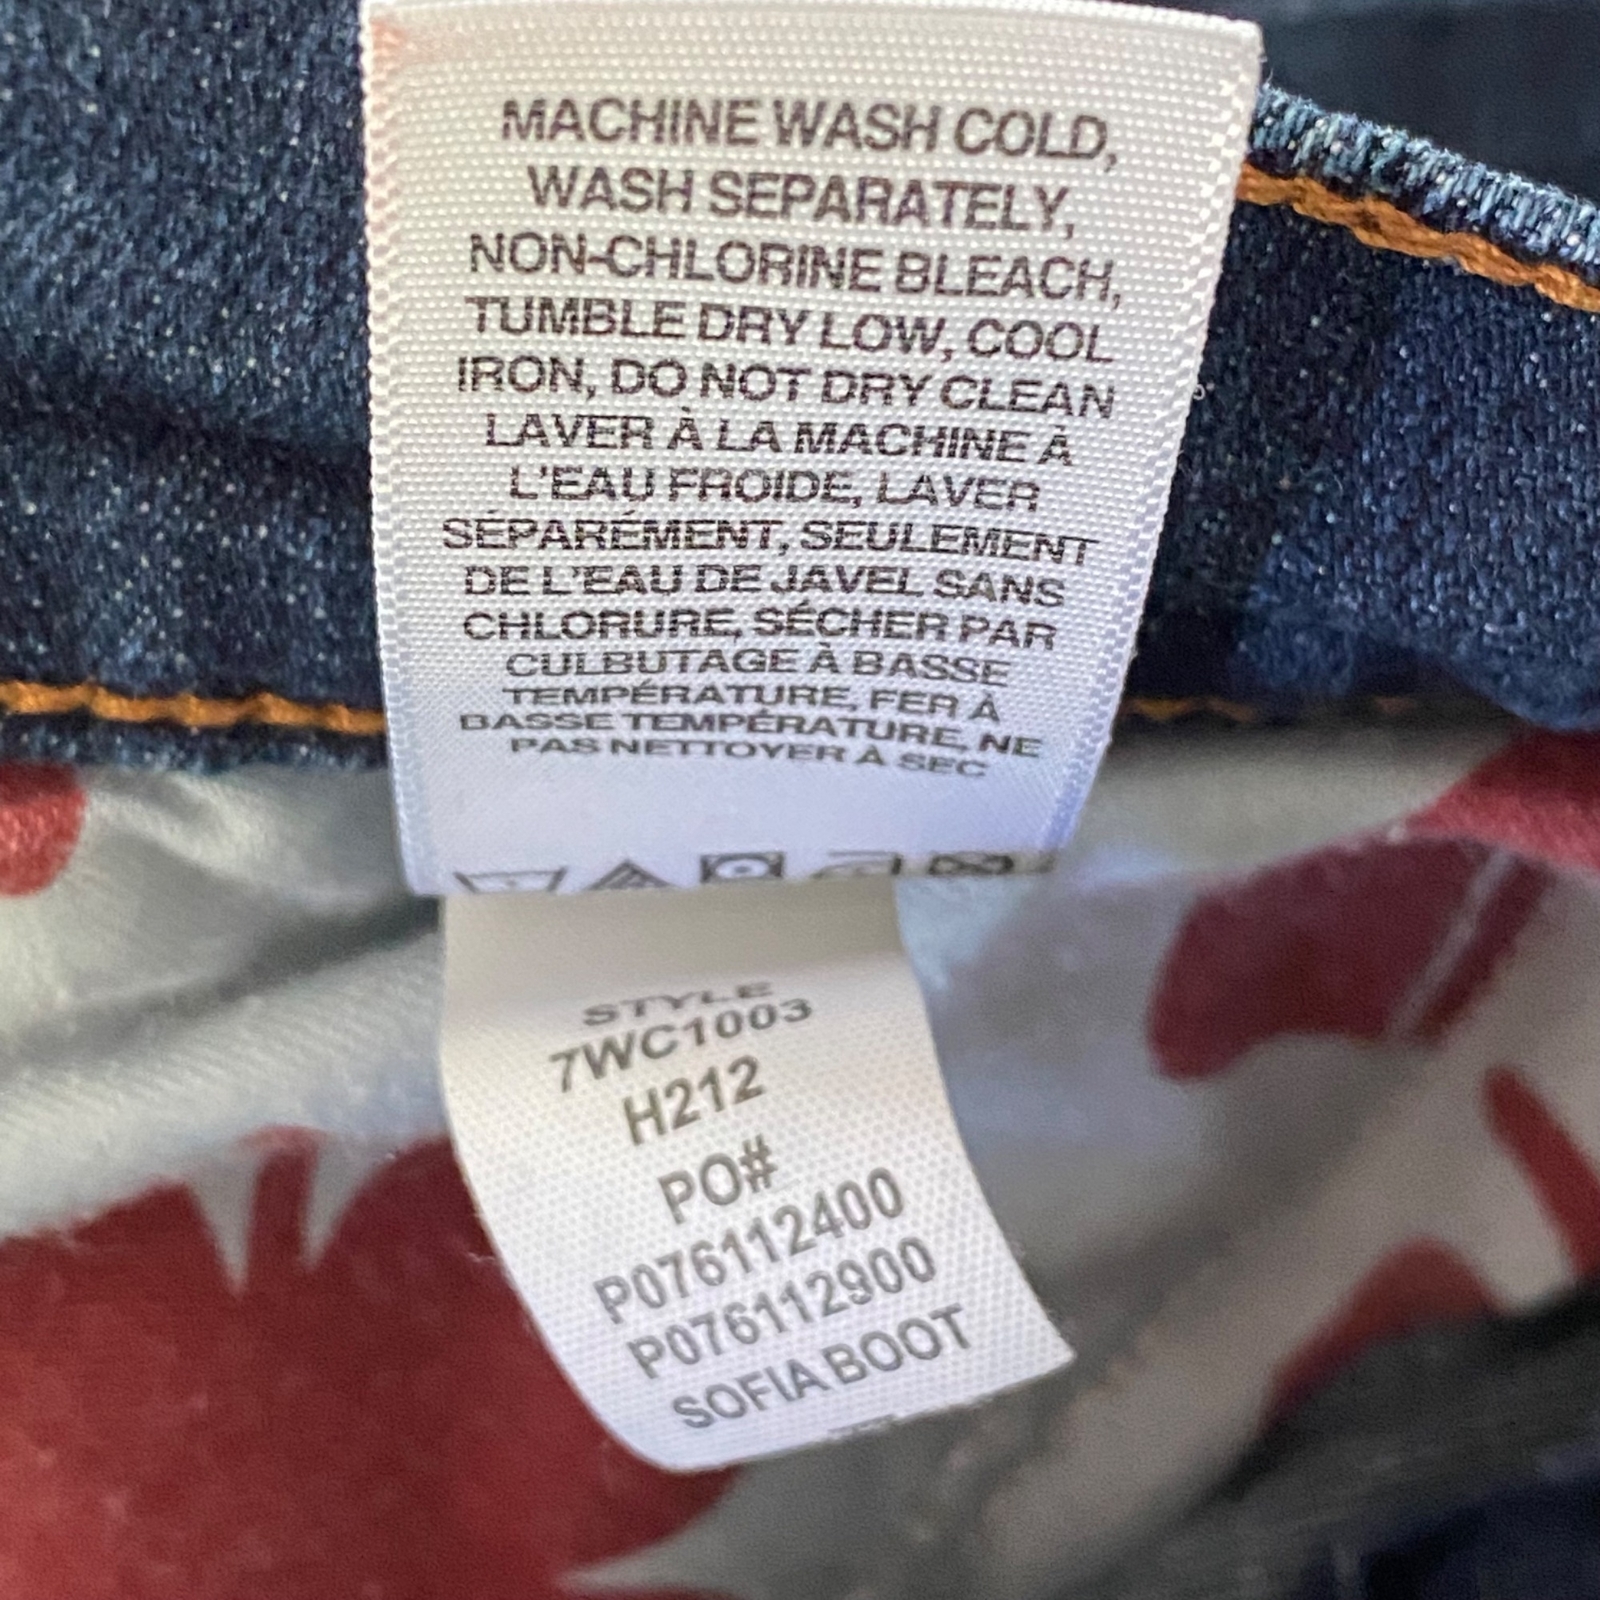 MACHINE WASH COLD,
WASH SEPARATELY,
NON-CHLORINE BLEACH,
TUMBLE DRY LOW, COOL
IRON, DO NOT DRY CLEAN
LAVER À LA MACHINE À
L'EAU FROIDE, LAVER
SÉPARÉMENT, SEULEMENT
DE L'EAU DE JAVEL SANS
CHLORURE, SÉCHER PAR
CULBUTAGE À BASSE
TEMPÉRATURE, FER À
BASSE TEMPÉRATURE, NE
PAS NETTOYER À SEC
STYLE
7WC1003
H212
PO#
P076112400
P076112900
SOFIA BOOT